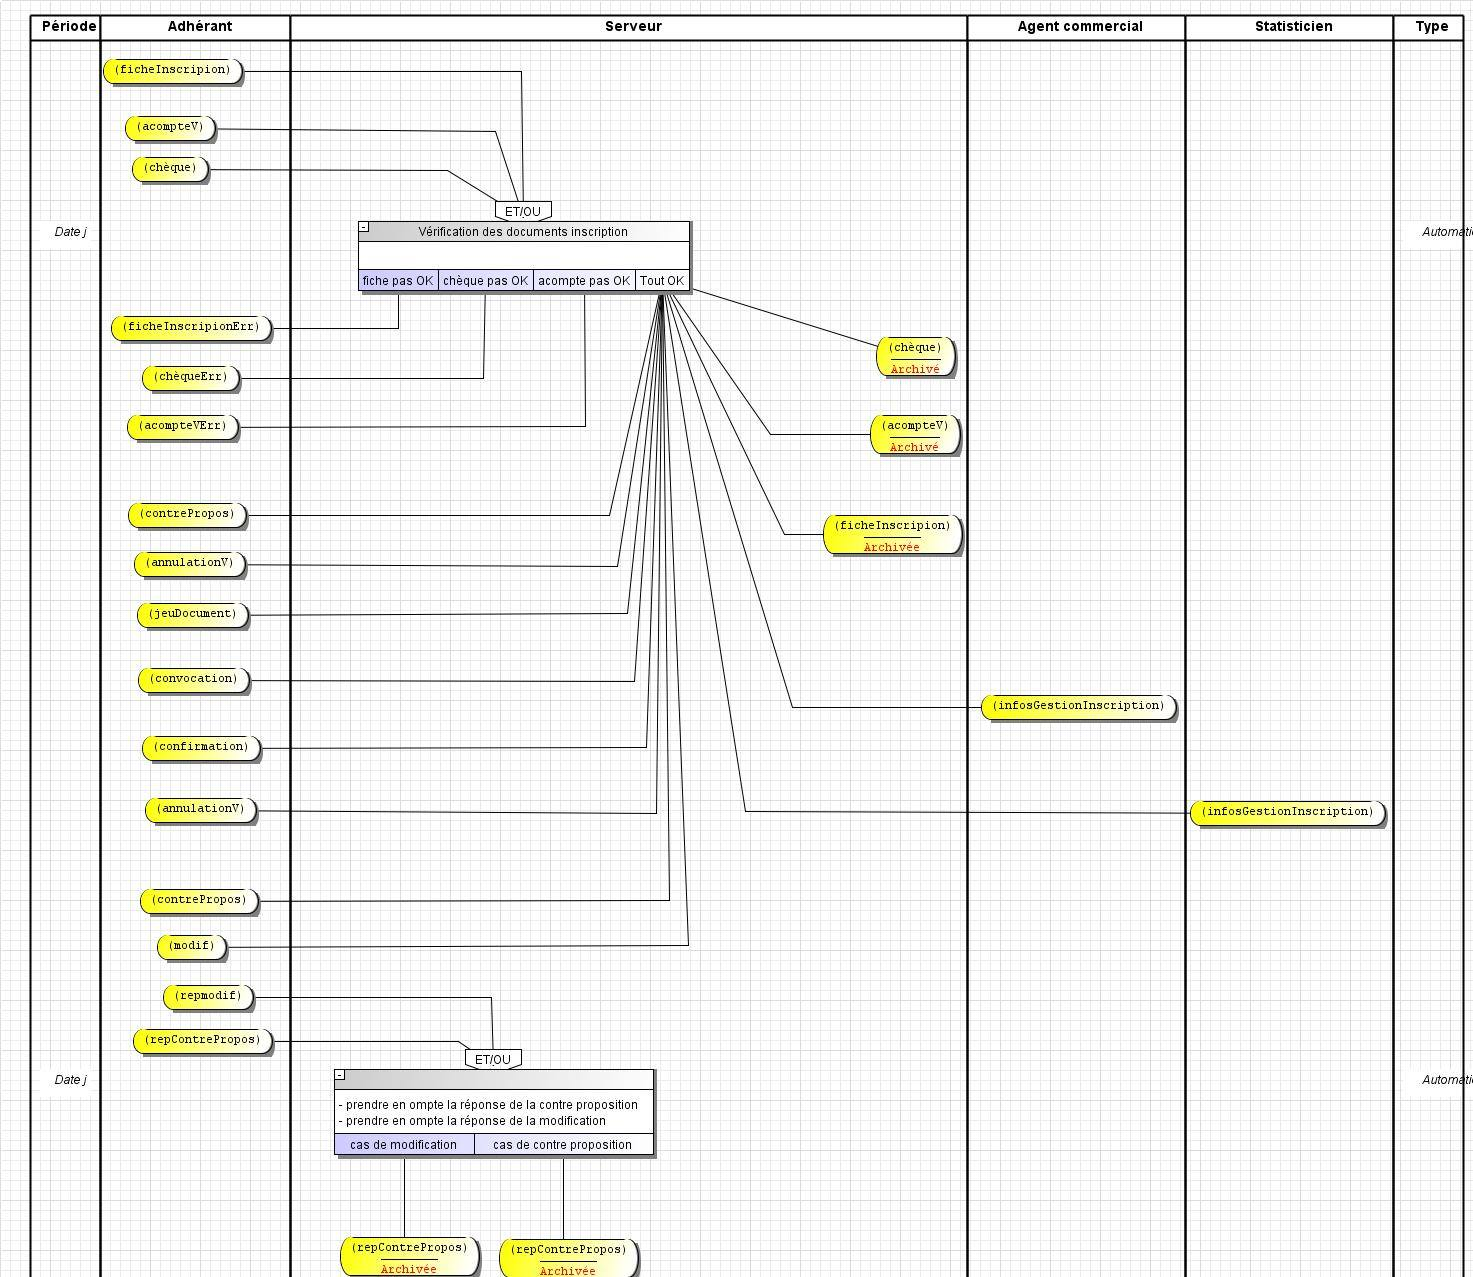 Période Adhérant Serveur Agent commercial Statisticien Type
(ficheInscripion)
(acompteV)
(chèque)
ET/OU
Date j Vérification des documents inscription Automati
fiche pas OK chèque pas OK acompte pas OK Tout OK
(ficheInscripionErr)
(chèque)
Archivé
(chèqueErr)
(acompteVErr)
(acompteV)
Archivé
(contrePropos)
(ficheInscripion)
Archivée
(annulationV)
(jeuDocument)
(convocation)
(infosGestionInscription)
(confirmation)
(annulationV)
(infosGestionInscription)
(contrePropos)
(modif)
(repmodif)
(repContrePropos)
ET/OU
Date j Automati
- prendre en ompte la réponse de la contre proposition
- prendre en ompte la réponse de la modification
cas de modification cas de contre proposition
(repContrePropos) (repContrePropos)
Archivée Archivée